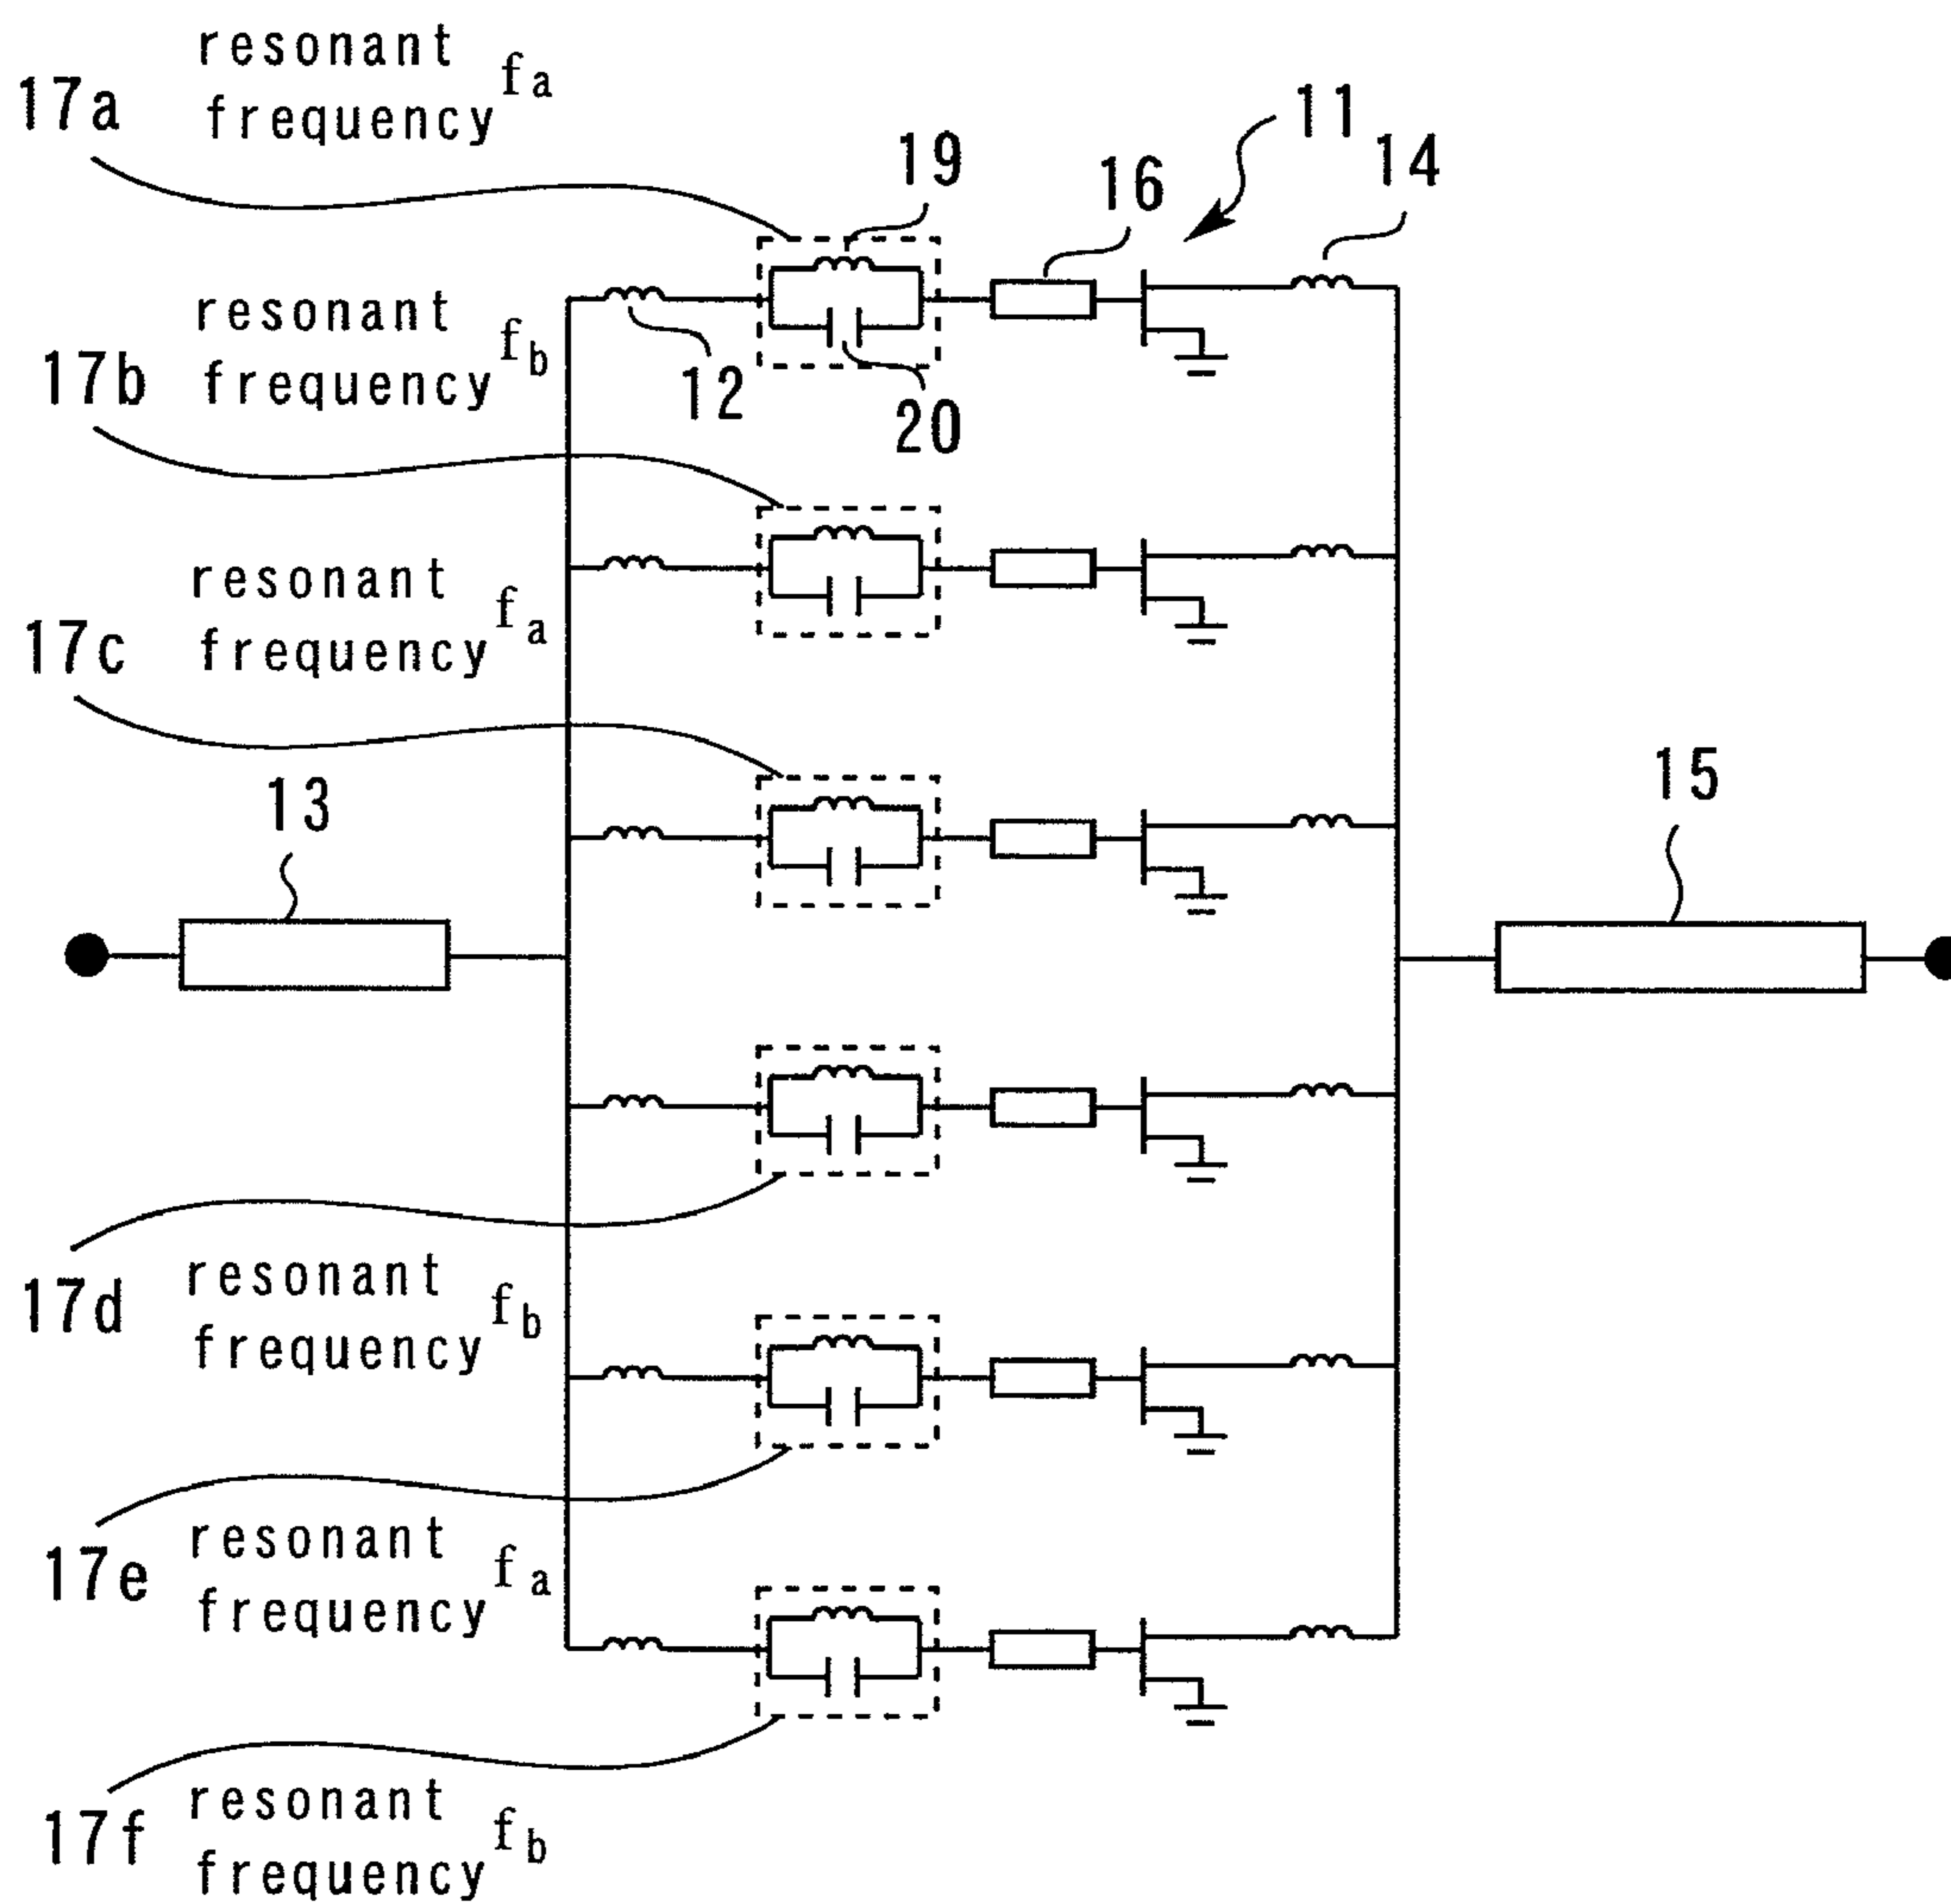 resonant
17a frequency fa
11
19
16
14
resonant
17b frequency fb
12
20
resonant
17c frequency fa
13
15
resonant
17d frequency fb
resonant
17e frequency fa
resonant
17f frequency fb